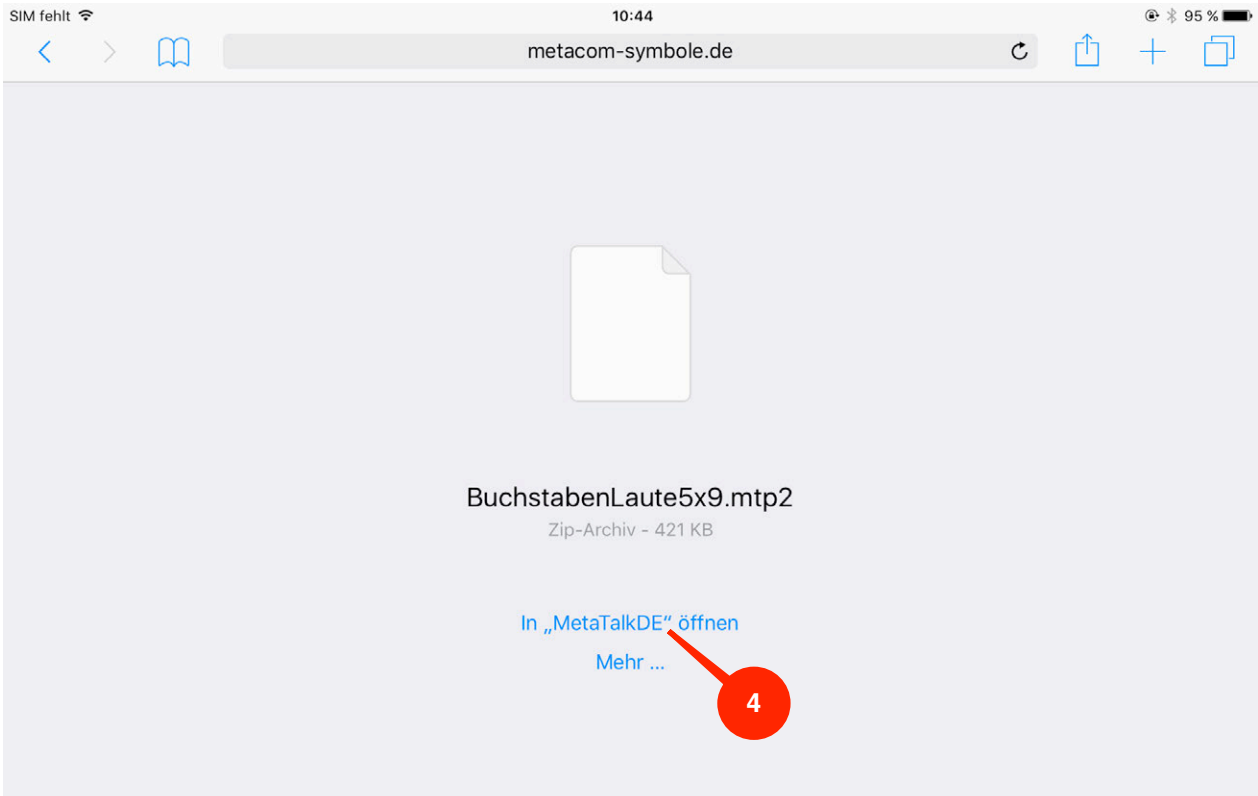 SIM fehlt 10:44 95 %
metacom-symbole.de
BuchstabenLaute5x9.mtp2
Zip-Archiv - 421 KB
In „MetaTalkDE“ öffnen
Mehr ...
4